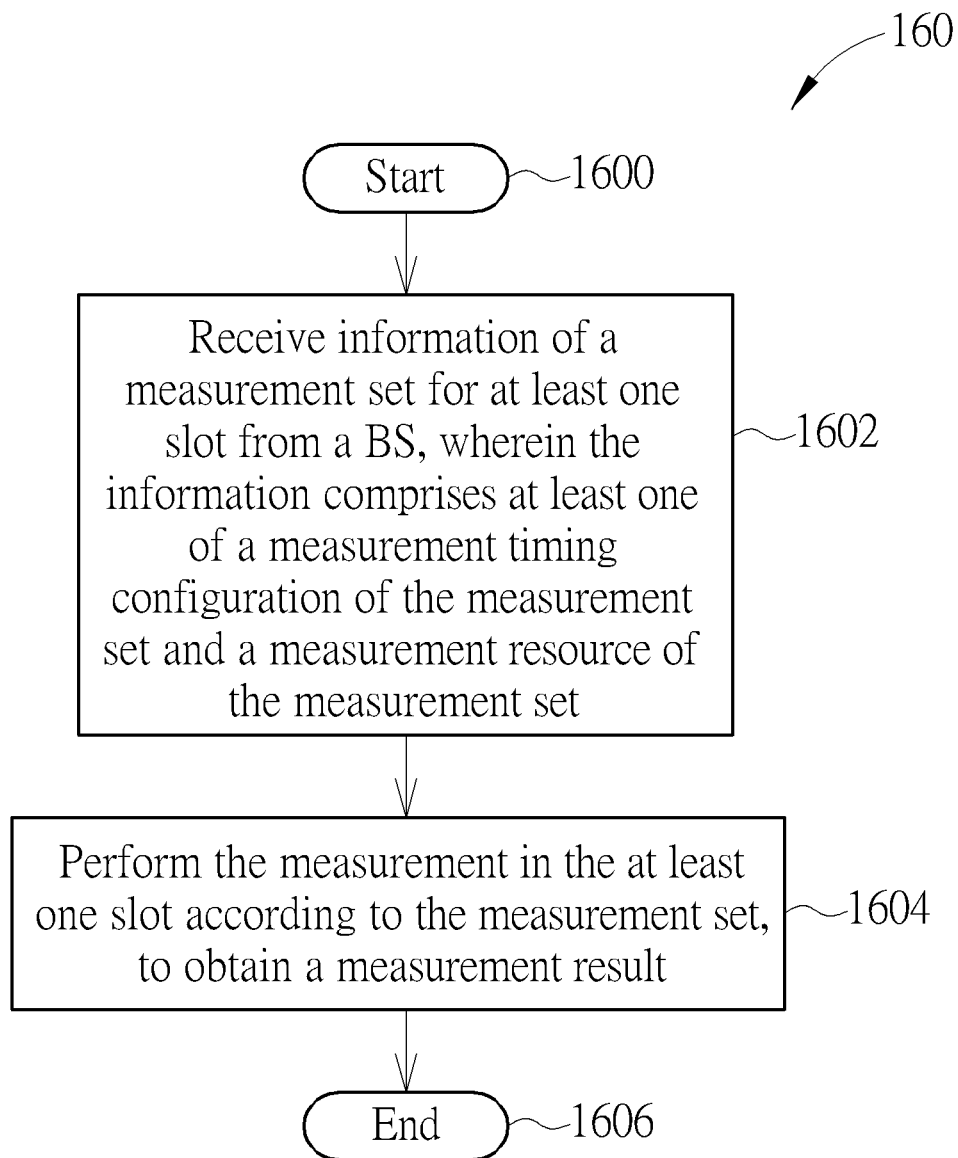 160
Start
1600
Receive information of a
measurement set for at least one
slot from a BS, wherein the
information comprises at least one
of a measurement timing
configuration of the measurement
set and a measurement resource of
the measurement set
1602
Perform the measurement in the at least
one slot according to the measurement set,
to obtain a measurement result
1604
End
1606